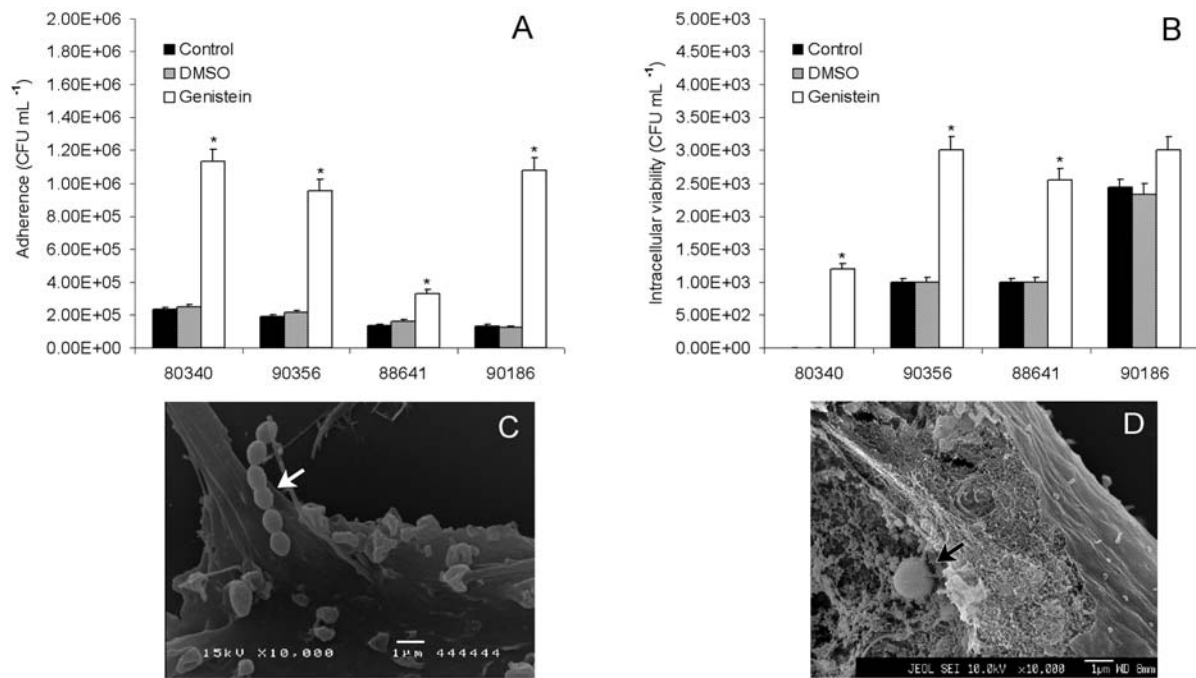 A
2.00E+06
1.80E+06
1.60E+06
1.40E+06
1.20E+06
1.00E+06
8.00E+05
6.00E+05
4.00E+05
2.00E+05
0.00E+00
Adherence (CFU mL -1)
Control
DMSO
Genistein
* * * *
80340 90356 88641 90186
B
5.00E+03
4.50E+03
4.00E+03
3.50E+03
3.00E+03
2.50E+03
2.00E+03
1.50E+03
1.00E+03
5.00E+02
0.00E+00
Intracellular viability (CFU mL -1)
Control
DMSO
Genistein
* * *
80340 90356 88641 90186
C
15kV X10,000 1µm 444444
D
JEOL SEI 10.0kV ×10,000 1µm WD 8mm